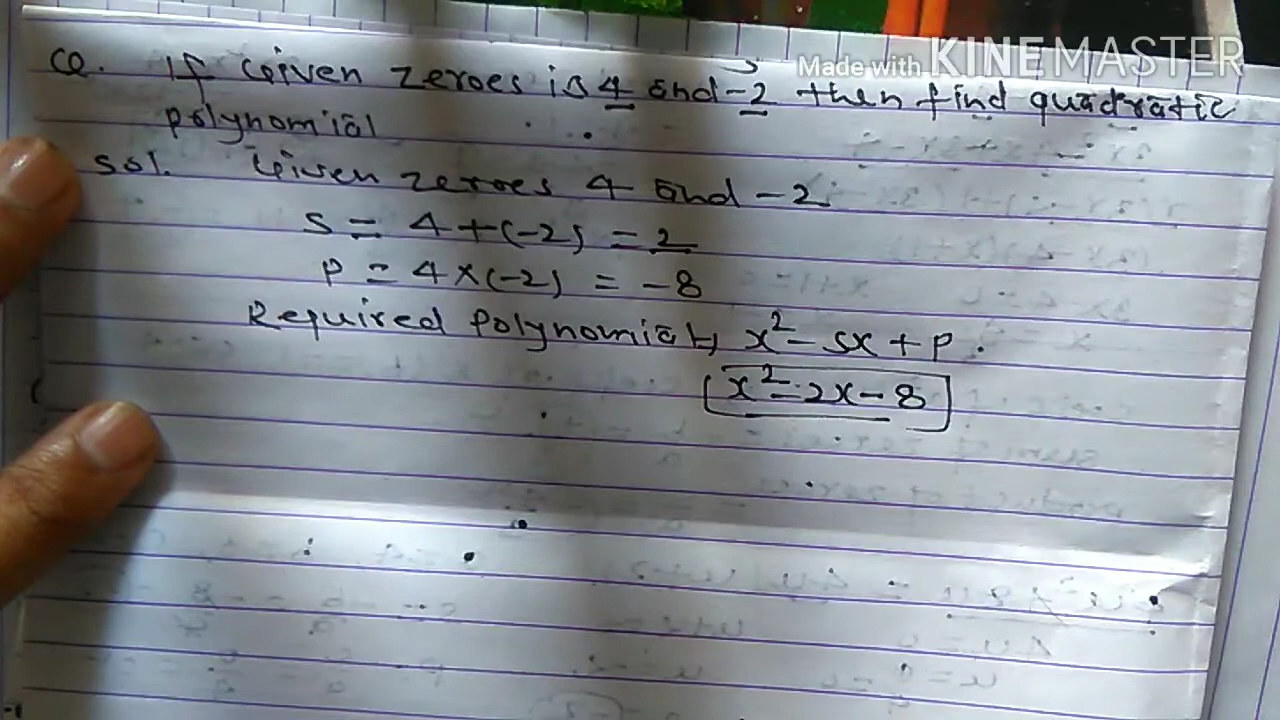 Made with KINEMASTER
Q. If Given zeroes is 4 and -2 then find quadratic
polynomial
Sol. Given zeroes 4 and -2
S = 4+(-2) = 2
P = 4×(-2) = -8
Required Polynomial, x² - Sx + P.
x² - 2x - 8